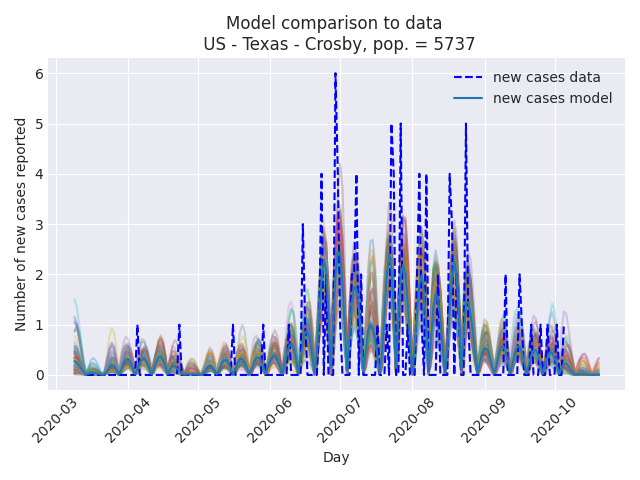 Model comparison to data
US - Texas - Crosby, pop. = 5737
new cases data
new cases model
Number of new cases reported
6
5
4
3
2
1
0
2020-03
2020-04
2020-05
2020-06
2020-07
2020-08
2020-09
2020-10
Day